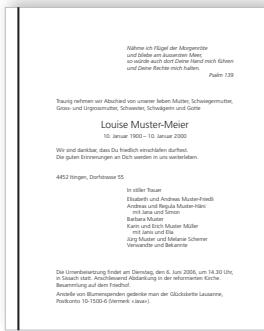 Nähme ich Flügel der Morgenröte
und bliebe am äussersten Meer,
so würde auch dort Deine Hand mich führen
und Deine Rechte mich halten.
Psalm 139
Traurig nehmen wir Abschied von unserer lieben Mutter, Schwiegermutter,
Gross- und Urgrossmutter, Schwester, Schwägerin und Gotte
Louise Muster-Meier
10. Januar 1900 – 10. Januar 2000
Wir sind dankbar, dass Du friedlich einschlafen durftest.
Die guten Erinnerungen an Dich werden in uns weiterleben.
4452 Itingen, Dorfstrasse 55
In stiller Trauer
Elisabeth und Andreas Muster-Friedli
Andreas und Regula Muster-Häni
mit Jana und Simon
Barbara Muster
Karin und Erich Muster Müller
mit Janis und Elia
Jürg Muster und Melanie Scherrer
Verwandte und Bekannte
Die Urnenbeisetzung findet am Dienstag, den 6. Juni 2006, um 14.30 Uhr,
in Sissach statt. Anschliessend Abdankung in der reformierten Kirche.
Besammlung auf dem Friedhof.
Anstelle von Blumenspenden gedenke man der Glückskette Lausanne,
Postkonto 10-1500-6 (Vermerk «Java»).